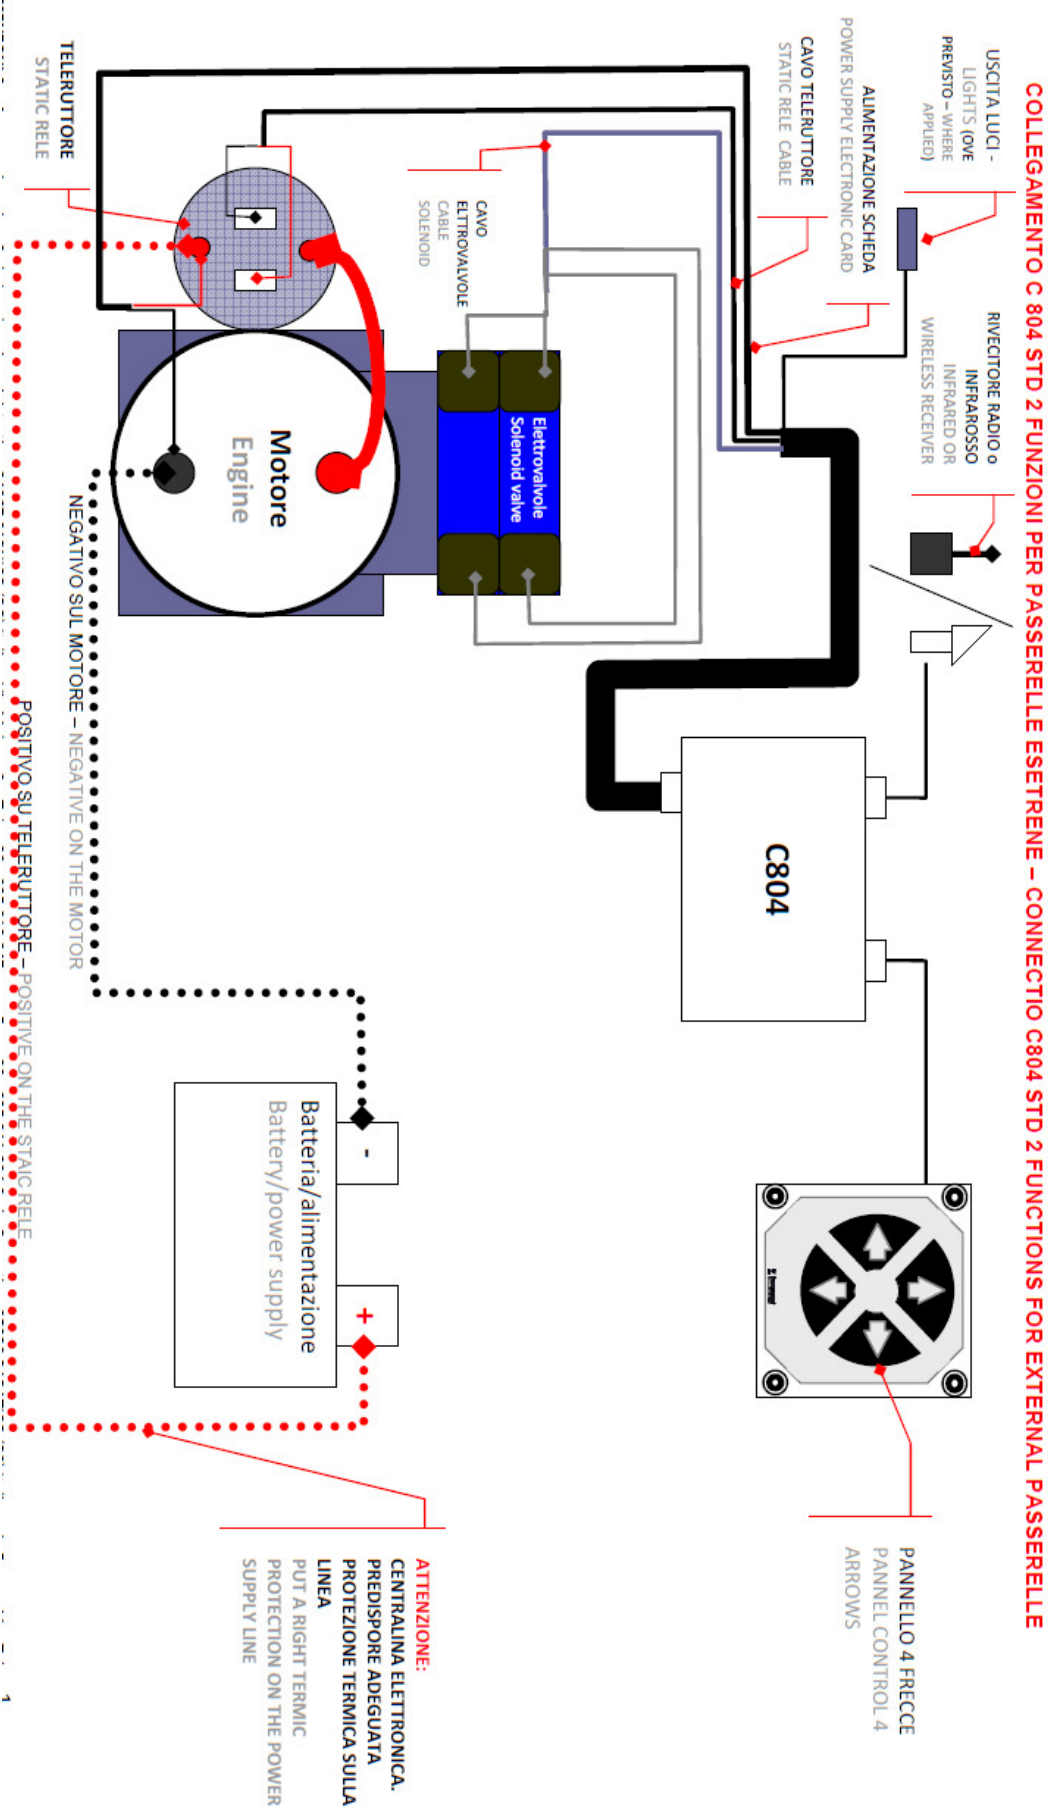 COLLEGAMENTO C 804 STD 2 FUNZIONI PER PASSERELLE ESETRENE – CONNECTIO C804 STD 2 FUNCTIONS FOR EXTERNAL PASSERELLE
USCITA LUCI -
LIGHTS (OVE
PREVISTO – WHERE
APPLIED)
RIVECITORE RADIO o
INFRAROSSO
INFRARED OR
WIRELESS RECEIVER
ALIMENTAZIONE SCHEDA
POWER SUPPLY ELECTRONIC CARD
CAVO TELERUTTORE
STATIC RELE CABLE
C804
PANNELLO 4 FRECCE
PANNEL CONTROL 4
ARROWS
CAVO
ELTTROVALVOLE
CABLE
SOLENOID
Elettrovalvole
Solenoid valve
TELERUTTORE
STATIC RELE
Motore
Engine
-
+
Batteria/alimentazione
Battery/power supply
ATTENZIONE:
CENTRALINA ELETTRONICA.
PREDISPORE ADEGUATA
PROTEZIONE TERMICA SULLA
LINEA
PUT A RIGHT TERMIC
PROTECTION ON THE POWER
SUPPLY LINE
NEGATIVO SUL MOTORE – NEGATIVE ON THE MOTOR
POSITIVO SU TELERUTTORE – POSITIVE ON THE STAIC RELE